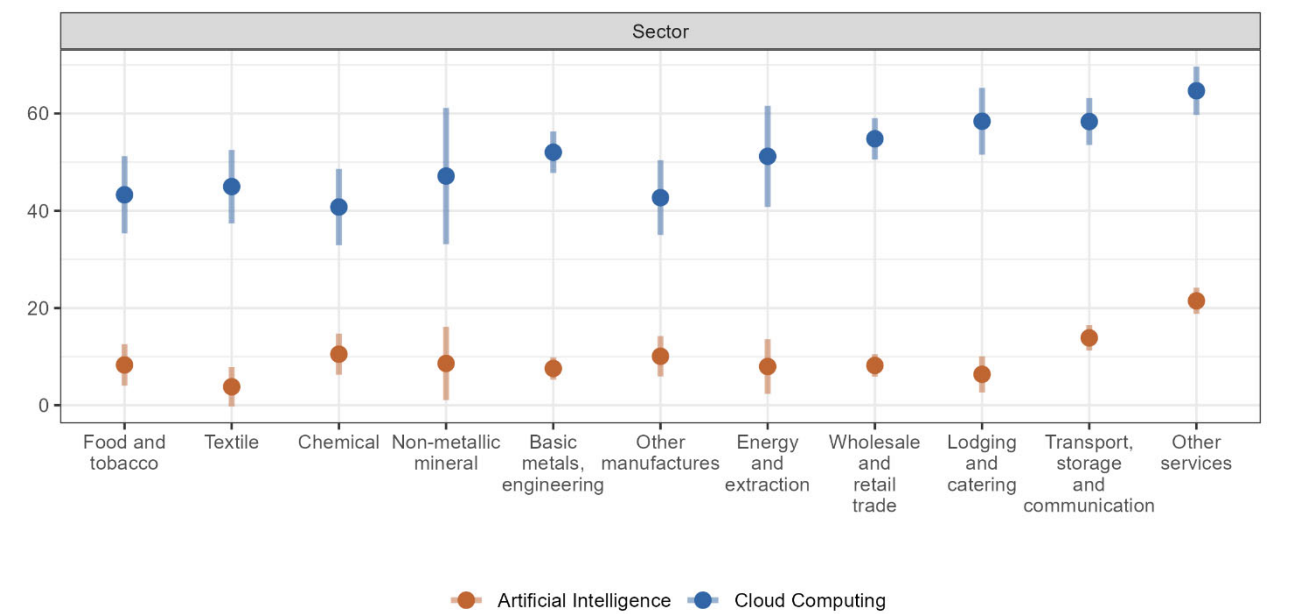 Sector
60
40
20
0
Food and
tobacco
Textile
Chemical
Non-metallic
mineral
Basic
metals,
engineering
Other
manufactures
Energy
and
extraction
Wholesale
and
retail
trade
Lodging
and
catering
Transport,
storage
and
communication
Other
services
Artificial Intelligence
Cloud Computing